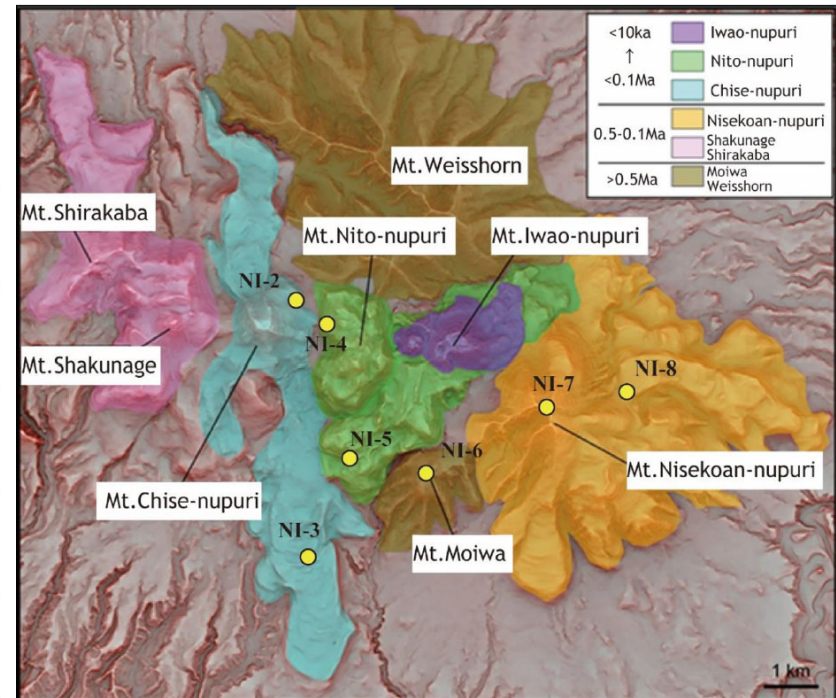 <10ka
↑
<0.1Ma
Iwao-nupuri
Nito-nupuri
Chise-nupuri
0.5-0.1Ma
Nisekoan-nupuri
Shakunage
Shirakaba
>0.5Ma
Moiwa
Weisshorn
Mt.Weisshorn
Mt.Shirakaba
Mt.Nito-nupuri
Mt.Iwao-nupuri
NI-2
NI-4
Mt.Shakunage
NI-7
NI-8
NI-5
NI-6
Mt.Nisekoan-nupuri
Mt.Chise-nupuri
NI-3
Mt.Moiwa
1 km